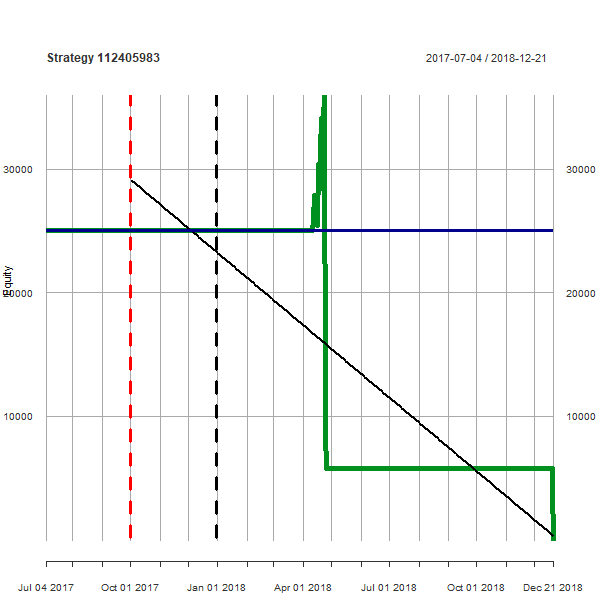 Strategy 112405983
2017-07-04 / 2018-12-21
30000
30000
Equity
20000
20000
10000
10000
Jul 04 2017
Oct 01 2017
Jan 01 2018
Apr 01 2018
Jul 01 2018
Oct 01 2018
Dec 21 2018